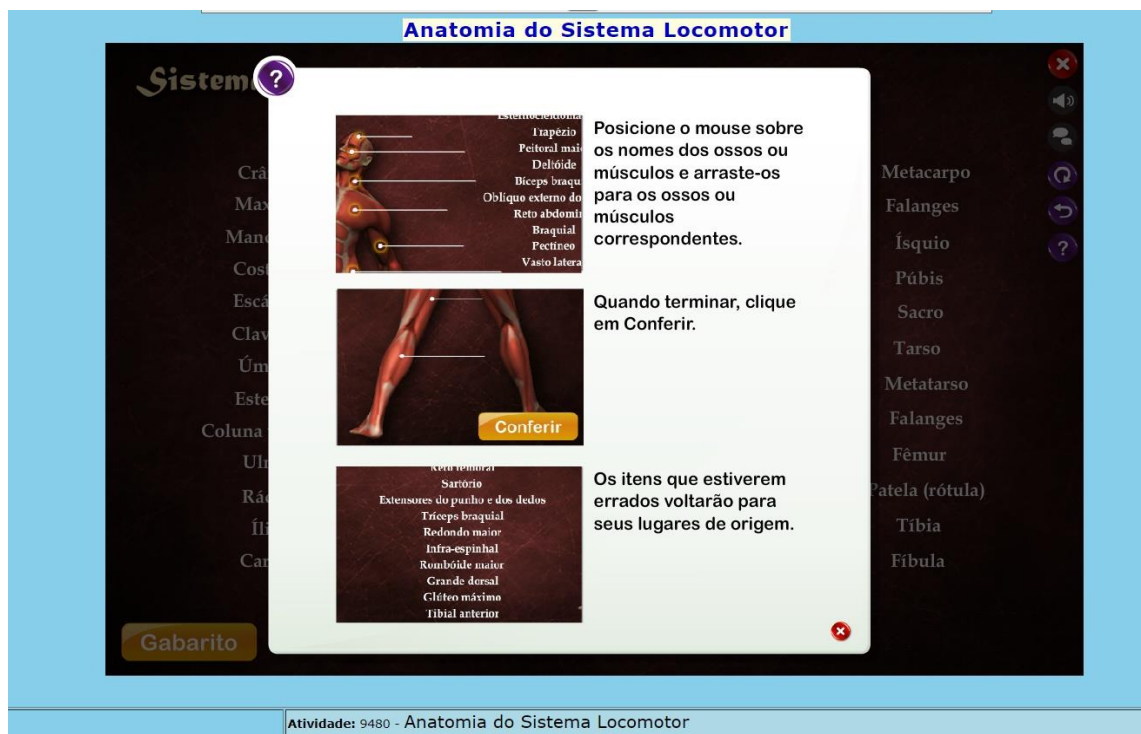 Anatomia do Sistema Locomotor
?
Trapézio
Deltóide
Reto abdomin
Braquial
Pectíneo
Posicione o mouse sobre
os nomes dos ossos ou
músculos e arraste-os
para os ossos ou
músculos
correspondentes.
Conferir
Quando terminar, clique
em Conferir.
Reto femoral
Sartório
Extensores do punho e dos dedos
Tríceps braquial
Redondo maior
Infra-espinhal
Rombóide maior
Grande dorsal
Glúteo máximo
Tibial anterior
Os itens que estiverem
errados voltarão para
seus lugares de origem.
Metacarpo
Falanges
Ísquio
Púbis
Sacro
Tarso
Metatarso
Falanges
Fêmur
Patela (rótula)
Tíbia
Fíbula
?
Coluna
Gabarito
Atividade: 9480 - Anatomia do Sistema Locomotor